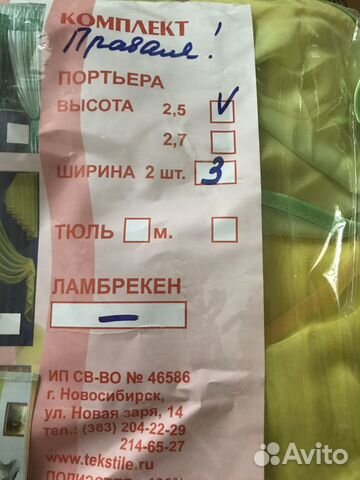 КОМПЛЕКТ
Правая!
ПОРТЬЕРА
ВЫСОТА 2,5 V
2,7
ШИРИНА 2 шт. 3
ТЮЛЬ м.
ЛАМБРЕКЕН
—
ИП СВ-ВО № 46586
г. Новосибирск,
ул. Новая заря, 14
тел.: (383) 204-22-29
214-65-27
www.tekstile.ru
Avito